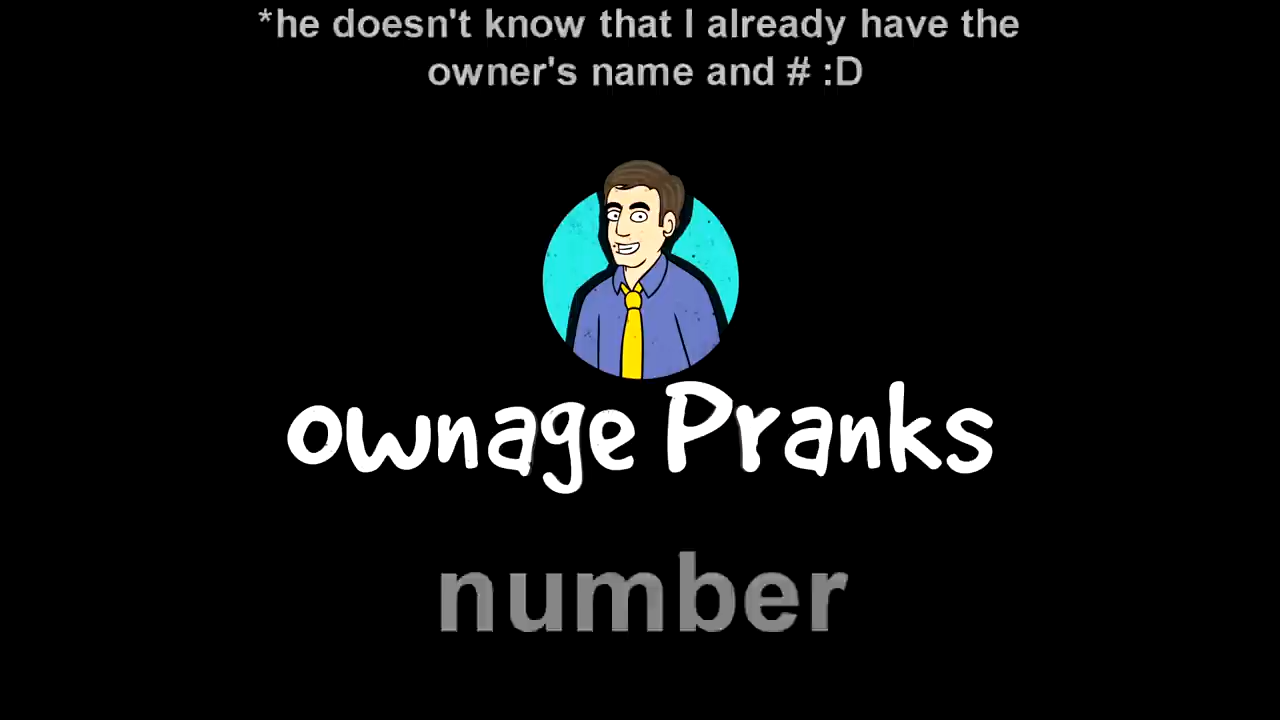 *he doesn't know that I already have the
owner's name and # :D
ownage Pranks
number